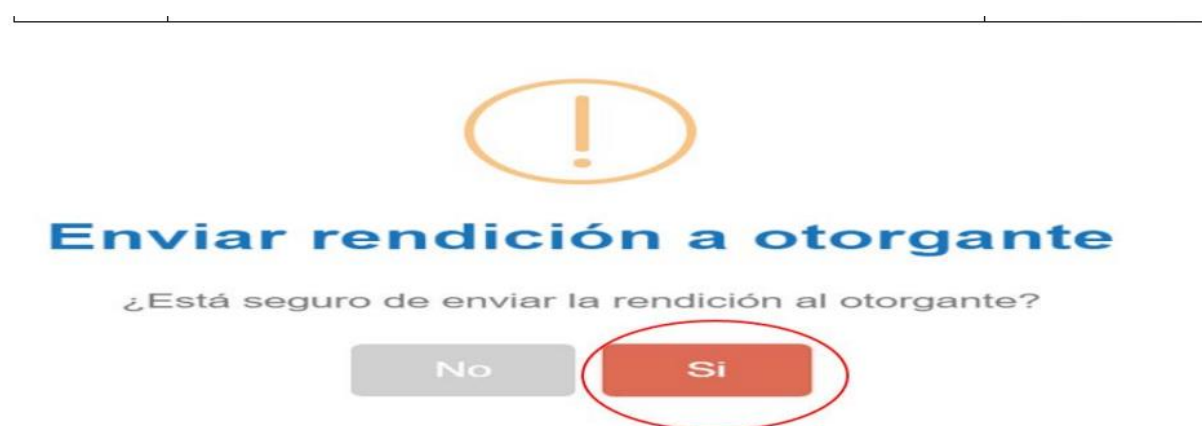 Enviar rendición a otorgante
¿Está seguro de enviar la rendición al otorgante?
No Si